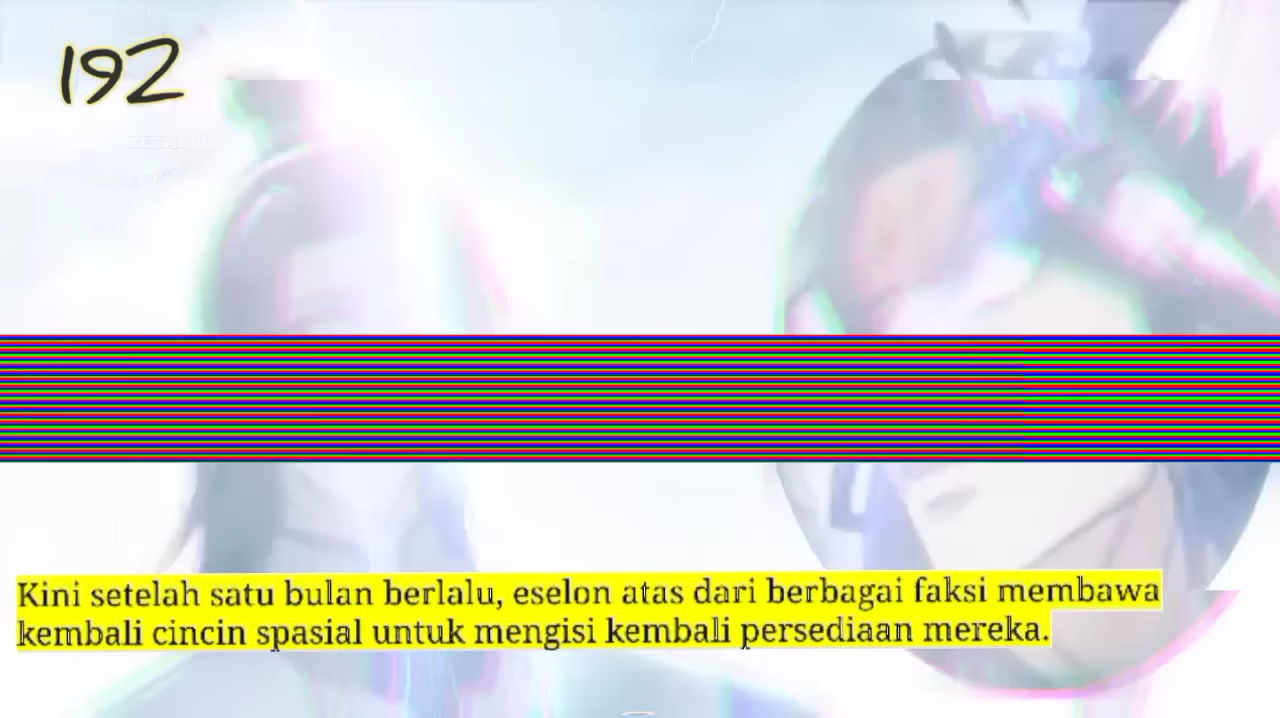 192
Kini setelah satu bulan berlalu, eselon atas dari berbagai faksi membawa
kembali cincin spasial untuk mengisi kembali persediaan mereka.